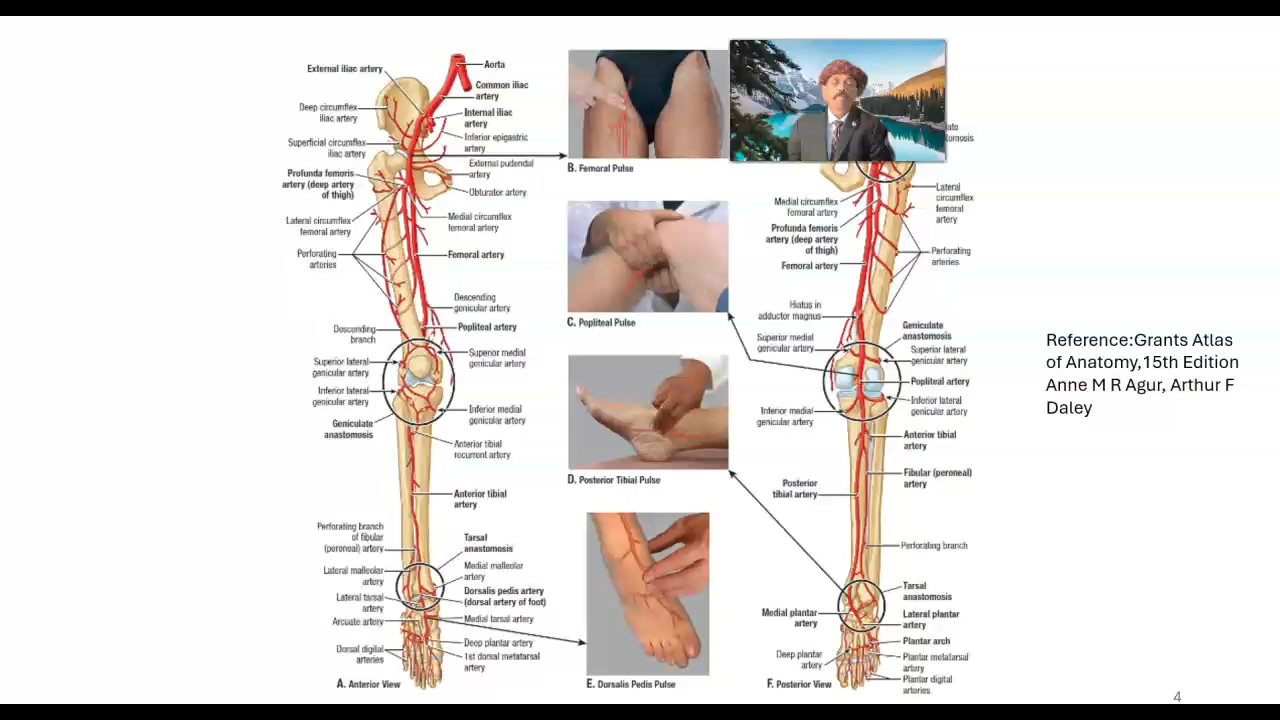 External iliac artery
Aorta
Common iliac
artery
Deep circumflex
iliac artery
Internal iliac
artery
Superficial circumflex
iliac artery
Inferior epigastric
artery
External pudendal
artery
Profunda femoris
artery (deep artery
of thigh)
Obturator artery
Lateral circumflex
femoral artery
Medial circumflex
femoral artery
Perforating
arteries
Femoral artery
Descending
genicular artery
Descending
branch
Popliteal artery
Superior lateral
genicular artery
Superior medial
genicular artery
Inferior lateral
genicular artery
Inferior medial
genicular artery
Geniculate
anastomosis
Anterior tibial
recurrent artery
Anterior tibial
artery
Perforating branch
of fibular
(peroneal) artery
Tarsal
anastomosis
Lateral malleolar
artery
Medial malleolar
artery
Lateral tarsal
artery
Dorsalis pedis artery
(dorsal artery of foot)
Arcuate artery
Medial tarsal artery
Dorsal digital
arteries
Deep plantar artery
1st dorsal metatarsal
artery
A. Anterior View
B. Femoral Pulse
C. Popliteal Pulse
D. Posterior Tibial Pulse
E. Dorsalis Pedis Pulse
Medial circumflex
femoral artery
Lateral
circumflex
femoral
artery
Profunda femoris
artery (deep artery
of thigh)
Femoral artery
Perforating
arteries
Hiatus in
adductor magnus
Geniculate
anastomosis
Superior medial
genicular artery
Superior lateral
genicular artery
Popliteal artery
Inferior medial
genicular artery
Inferior lateral
genicular artery
Anterior tibial
artery
Posterior
tibial artery
Fibular (peroneal)
artery
Perforating branch
Tarsal
anastomosis
Medial plantar
artery
Lateral plantar
artery
Plantar arch
Deep plantar
artery
Plantar metatarsal
artery
Plantar digital
arteries
F. Posterior View
Reference:Grants Atlas
of Anatomy,15th Edition
Anne M R Agur, Arthur F
Daley
4